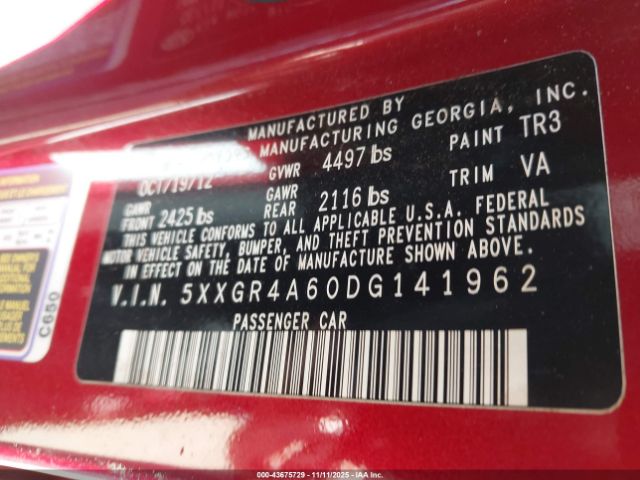 MANUFACTURED BY
MANUFACTURING GEORGIA, INC.
OCT/19/12 GVWR 4497 lbs PAINT TR3
GAWR FRONT 2425 lbs GAWR REAR 2116 lbs TRIM VA
THIS VEHICLE CONFORMS TO ALL APPLICABLE U.S.A. FEDERAL
MOTOR VEHICLE SAFETY, BUMPER, AND THEFT PREVENTION STANDARDS
IN EFFECT ON THE DATE OF MANUFACTURE SHOWN ABOVE.
V.I.N. 5XXGR4A60DG141962
PASSENGER CAR
C650
000-43675729 - 11/11/2025 - IAA Inc.